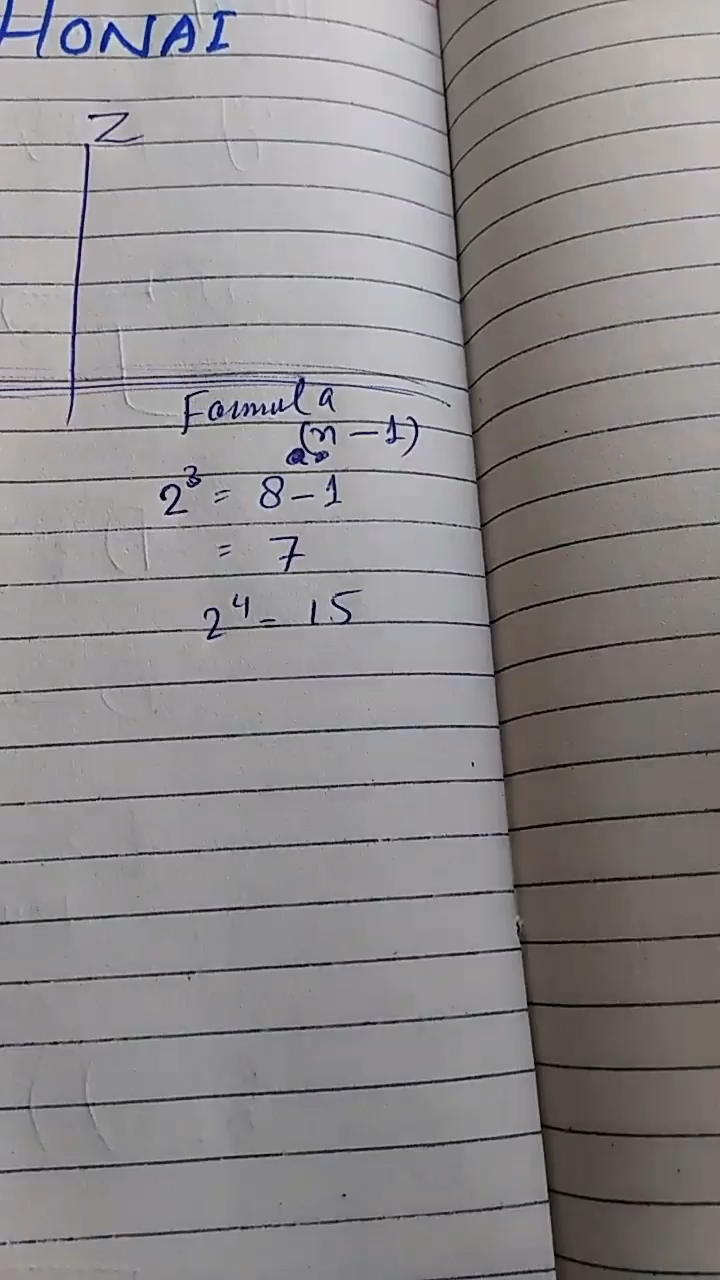 HONAI
Z
Formula
(n-1)
2³ = 8-1
= 7
2⁴ = 15